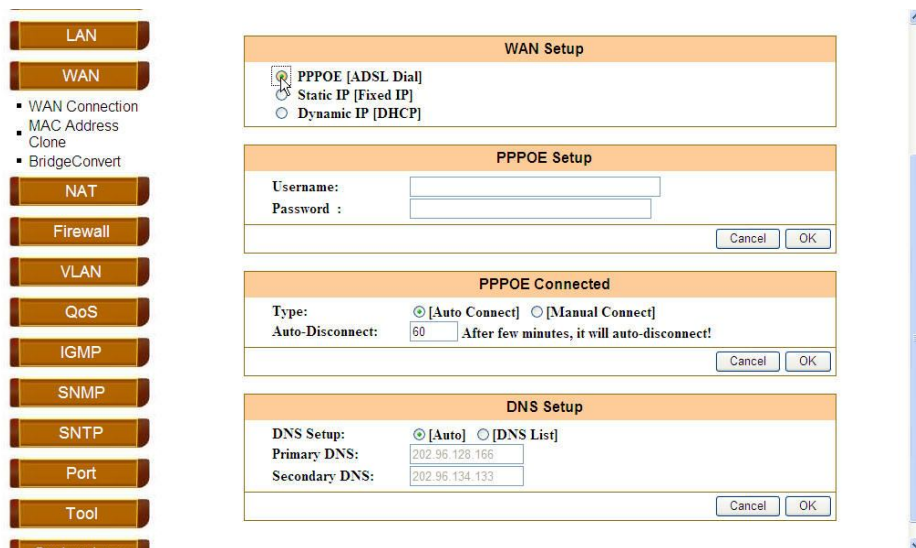 LAN
WAN
WAN Connection
MAC Address
Clone
BridgeConvert
NAT
Firewall
VLAN
QoS
IGMP
SNMP
SNTP
Port
Tool
WAN Setup
PPPOE [ADSL Dial]
Static IP [Fixed IP]
Dynamic IP [DHCP]
PPPOE Setup
Username:
Password :
Cancel OK
PPPOE Connected
Type: [Auto Connect] [Manual Connect]
Auto-Disconnect: 60 After few minutes, it will auto-disconnect!
Cancel OK
DNS Setup
DNS Setup: [Auto] [DNS List]
Primary DNS: 202.96.128.166
Secondary DNS: 202.96.134.133
Cancel OK